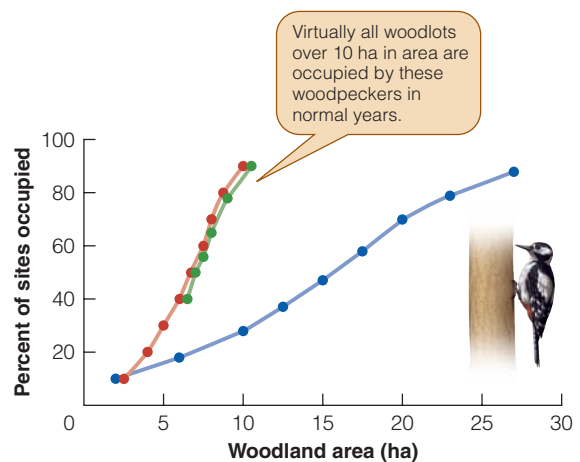 Virtually all woodlots
over 10 ha in area are
occupied by these
woodpeckers in
normal years.
Percent of sites occupied
100
80
60
40
20
0
5
10
15
20
25
30
Woodland area (ha)